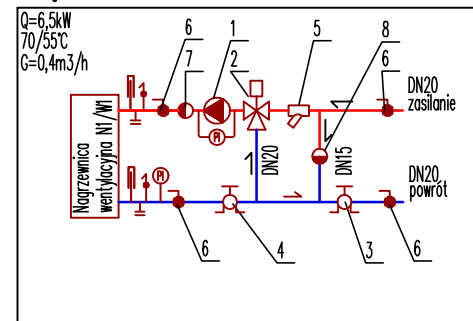 Q=6,5kW
70/55°C
G=0,4m3/h
6
1
5
8
7
2
6
DN20
zasilanie
PI
Nagrzewnica
wentylacyjna N1/W1
DN20
DN15
PI
DN20
powrót
6
4
3
6